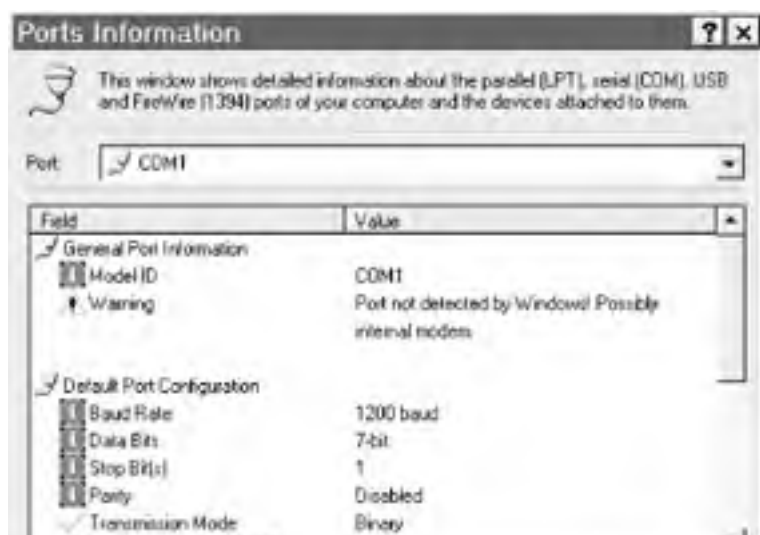 Ports Information
This window shows detailed information about the parallel (LPT), serial (COM), USB
and FireWire (1394) ports of your computer and the devices attached to them.
Port COM1
Field Value
General Port Information
Model ID COM1
Warning Port not detected by Windows! Possibly
internal modem
Default Port Configuration
Baud Rate 1200 baud
Data Bits 7-bit
Stop Bit(s) 1
Parity Disabled
Transmission Mode Binary